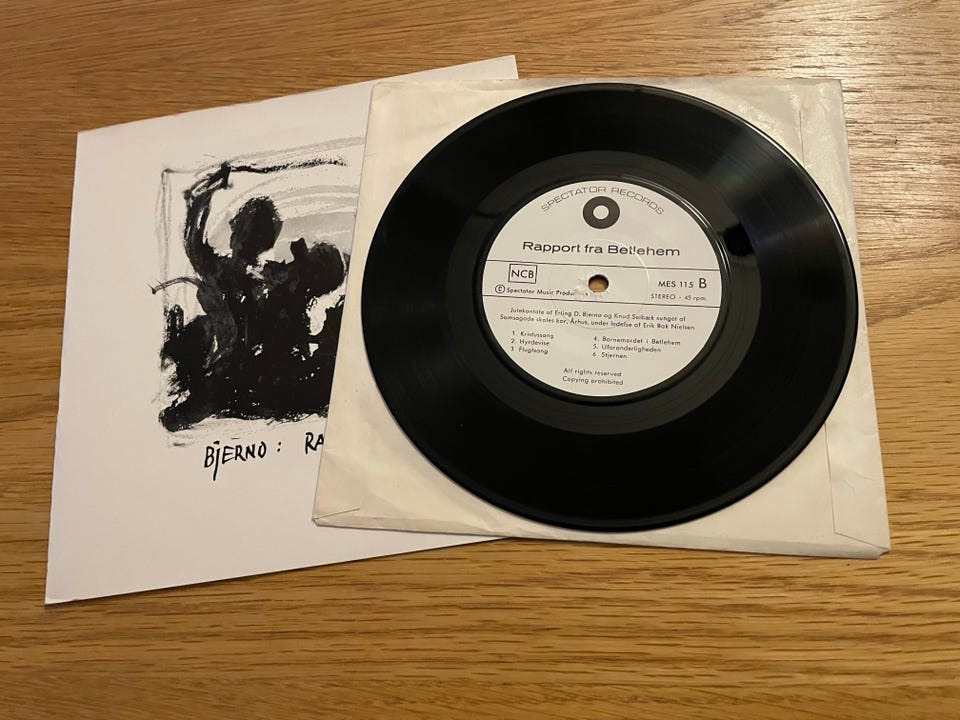 BJERNO: RA
SPECTATOR RECORDS
Rapport fra Betlehem
NCB
© Spectator Music Produ
MES 115 B
STEREO - 45 rpm.
Julekantate af Erling D. Bjerno og Knud Seibæk sunget af
Samsøgade skoles kor, Århus, under ledelse af Erik Bak Nielsen
1. Kristussang
2. Hyrdevise
3 Flugtsang
4. Barnemordet i Betlehem
5. Uforanderligheden
6. Stjernen
All rights reserved
Copying prohibited